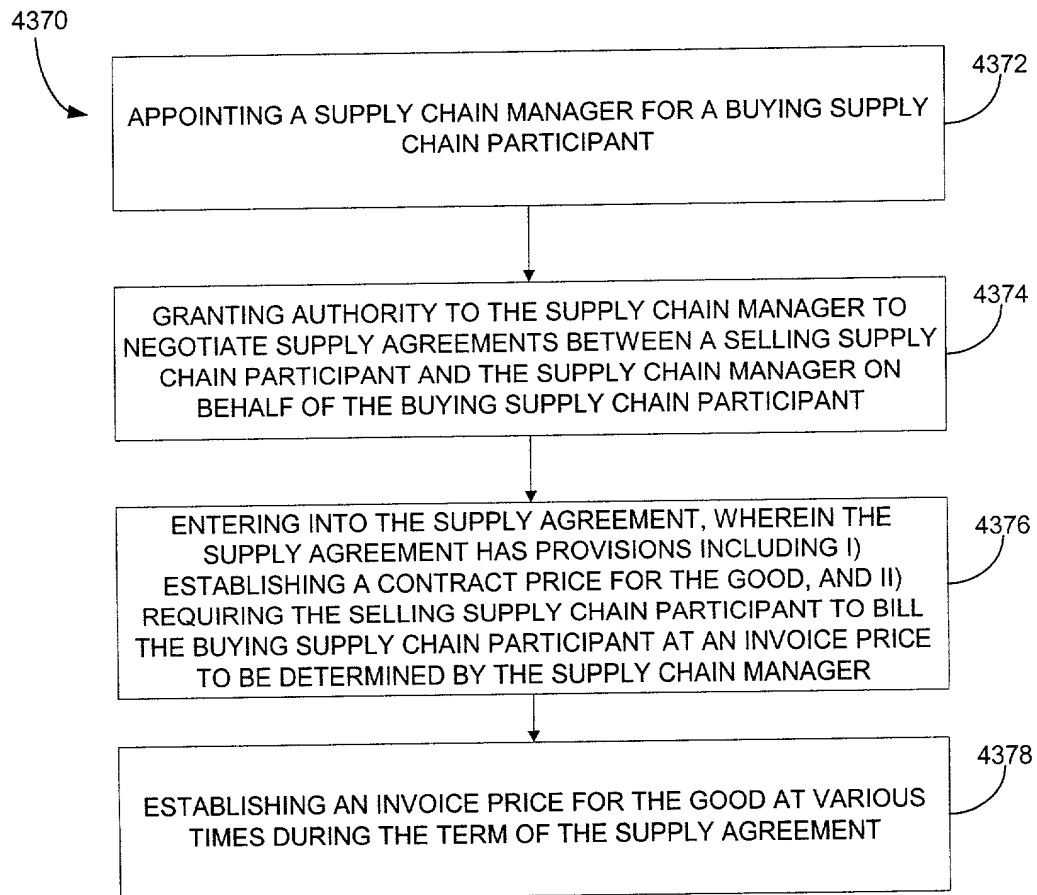 4370
4372
APPOINTING A SUPPLY CHAIN MANAGER FOR A BUYING SUPPLY
CHAIN PARTICIPANT
4374
GRANTING AUTHORITY TO THE SUPPLY CHAIN MANAGER TO
NEGOTIATE SUPPLY AGREEMENTS BETWEEN A SELLING SUPPLY
CHAIN PARTICIPANT AND THE SUPPLY CHAIN MANAGER ON
BEHALF OF THE BUYING SUPPLY CHAIN PARTICIPANT
4376
ENTERING INTO THE SUPPLY AGREEMENT, WHEREIN THE
SUPPLY AGREEMENT HAS PROVISIONS INCLUDING I)
ESTABLISHING A CONTRACT PRICE FOR THE GOOD, AND II)
REQUIRING THE SELLING SUPPLY CHAIN PARTICIPANT TO BILL
THE BUYING SUPPLY CHAIN PARTICIPANT AT AN INVOICE PRICE
TO BE DETERMINED BY THE SUPPLY CHAIN MANAGER
4378
ESTABLISHING AN INVOICE PRICE FOR THE GOOD AT VARIOUS
TIMES DURING THE TERM OF THE SUPPLY AGREEMENT